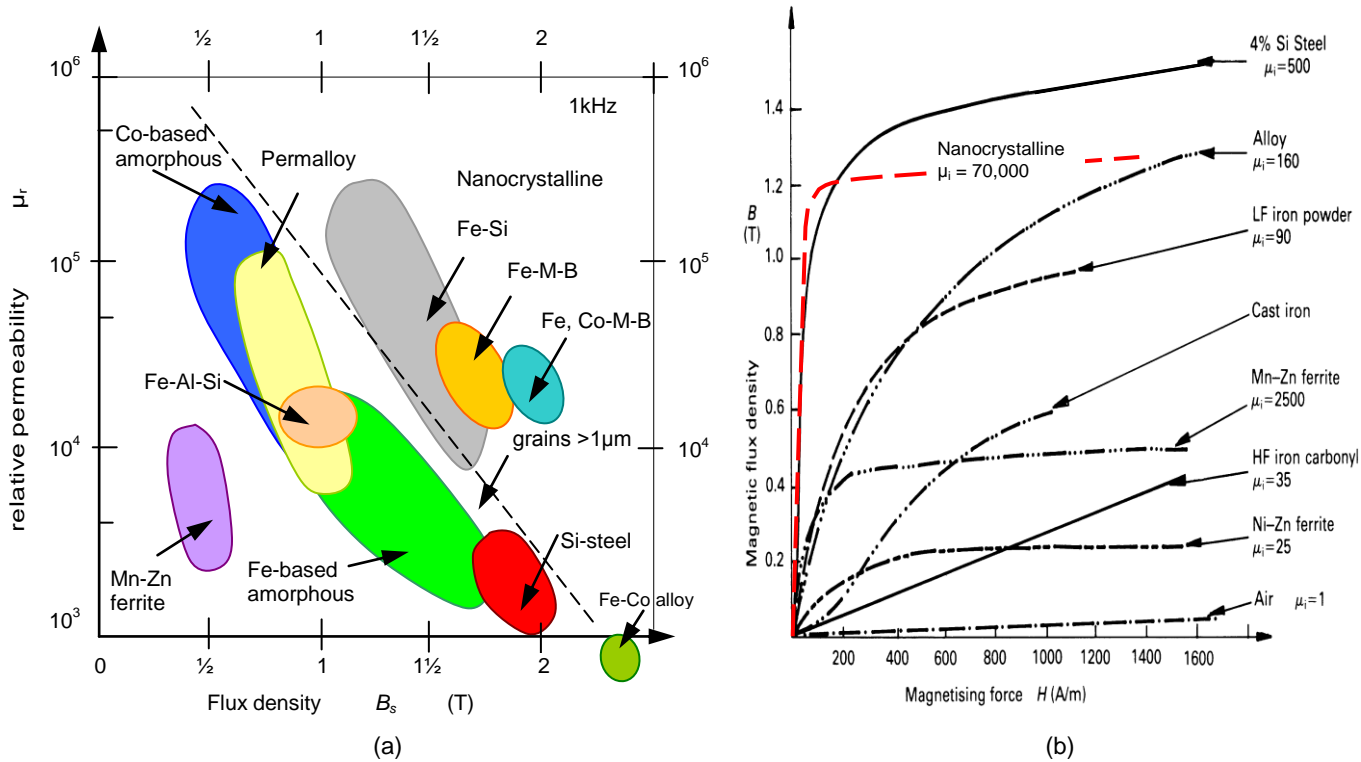 ½ 1 1½ 2
10⁶ 10⁶
1kHz
Co-based
amorphous
Permalloy
Nanocrystalline
Fe-Si
10⁵ 10⁵
Fe-M-B
Fe, Co-M-B
Fe-Al-Si
grains >1μm
10⁴ 10⁴
Si-steel
Mn-Zn
ferrite
Fe-based
amorphous
Fe-Co alloy
10³
relative permeability μr
0 ½ 1 1½ 2
Flux density Bs (T)
(a)
4% Si Steel
μi=500
1.4
Nanocrystalline
μi = 70,000
Alloy
μi=160
1.2
B
(T)
LF iron powder
μi=90
1.0
Cast iron
0.8
Mn–Zn ferrite
μi=2500
0.6
HF iron carbonyl
μi=35
0.4
Ni–Zn ferrite
μi=25
0.2
Air μi=1
Magnetic flux density
200 400 600 800 1000 1200 1400 1600
Magnetising force H (A/m)
(b)